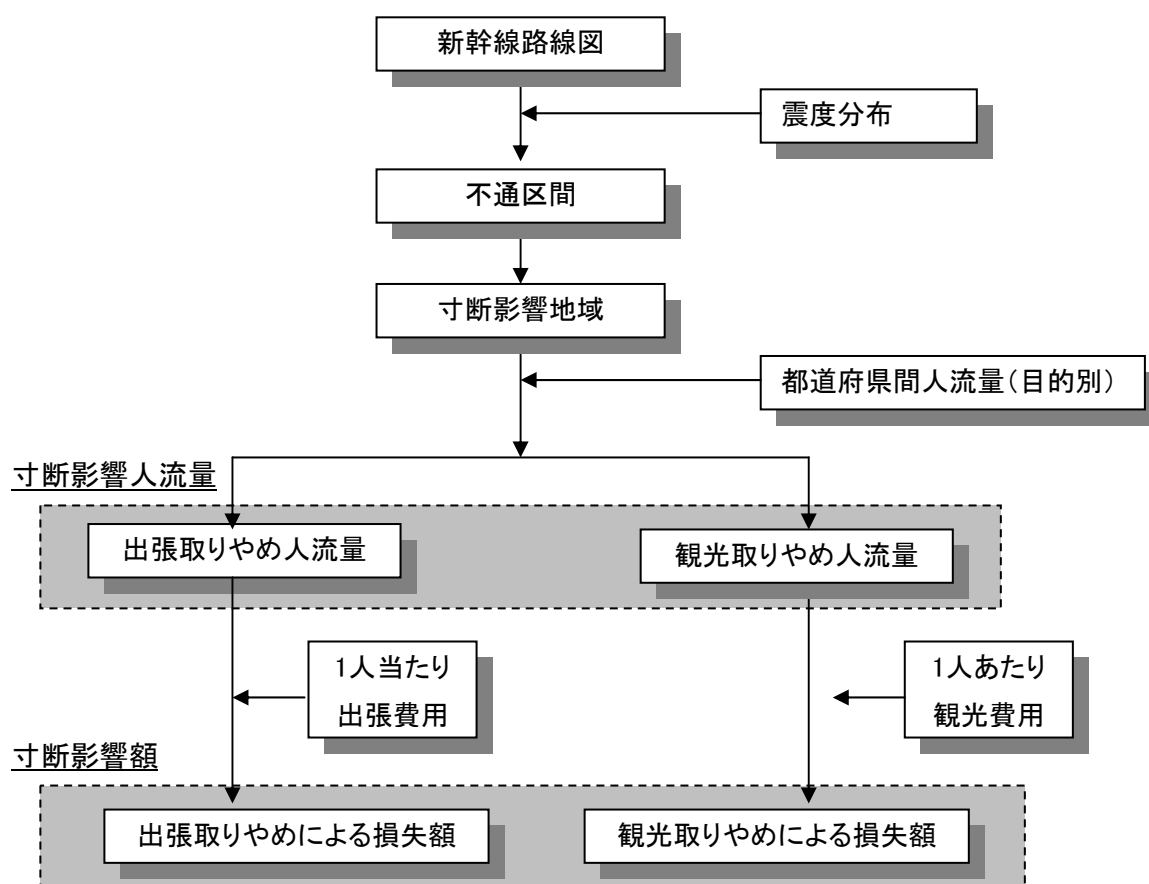 新幹線路線図
震度分布
不通区間
寸断影響地域
都道府県間人流量(目的別)
寸断影響人流量
出張取りやめ人流量
観光取りやめ人流量
1人当たり
出張費用
1人あたり
観光費用
寸断影響額
出張取りやめによる損失額
観光取りやめによる損失額